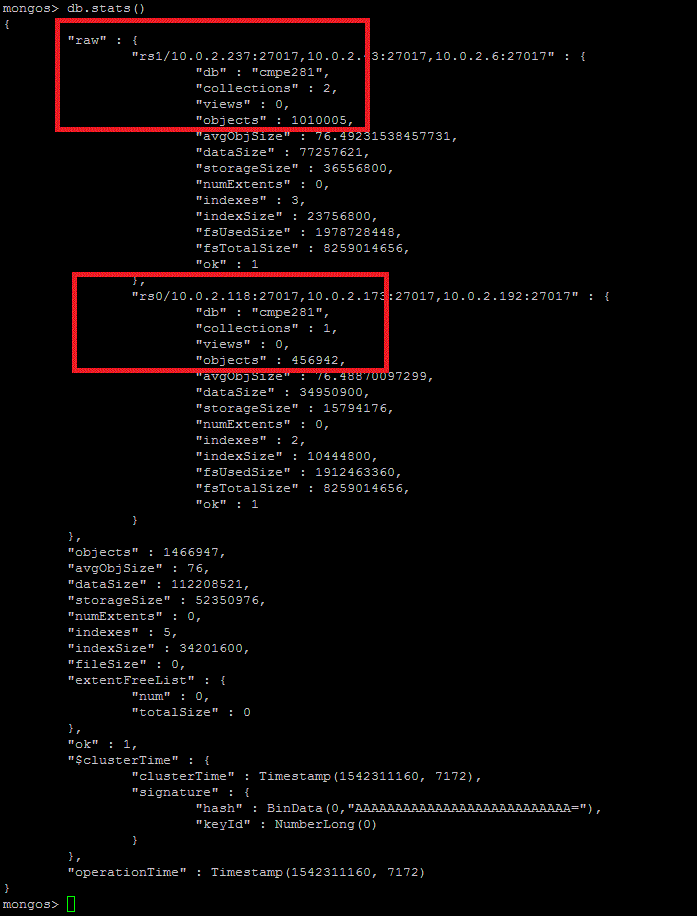 mongos> db.stats()
{
"raw" : {
"rs1/10.0.2.237:27017,10.0.2.43:27017,10.0.2.6:27017" : {
"db" : "cmpe281",
"collections" : 2,
"views" : 0,
"objects" : 1010005,
"avgObjSize" : 76.49231538457731,
"dataSize" : 77257621,
"storageSize" : 36556800,
"numExtents" : 0,
"indexes" : 3,
"indexSize" : 23756800,
"fsUsedSize" : 1978728448,
"fsTotalSize" : 8259014656,
"ok" : 1
},
"rs0/10.0.2.118:27017,10.0.2.173:27017,10.0.2.192:27017" : {
"db" : "cmpe281",
"collections" : 1,
"views" : 0,
"objects" : 456942,
"avgObjSize" : 76.48870097299,
"dataSize" : 34950900,
"storageSize" : 15794176,
"numExtents" : 0,
"indexes" : 2,
"indexSize" : 10444800,
"fsUsedSize" : 1912463360,
"fsTotalSize" : 8259014656,
"ok" : 1
}
},
"objects" : 1466947,
"avgObjSize" : 76,
"dataSize" : 112208521,
"storageSize" : 52350976,
"numExtents" : 0,
"indexes" : 5,
"indexSize" : 34201600,
"fileSize" : 0,
"extentFreeList" : {
"num" : 0,
"totalSize" : 0
},
"ok" : 1,
"$clusterTime" : {
"clusterTime" : Timestamp(1542311160, 7172),
"signature" : {
"hash" : BinData(0,"AAAAAAAAAAAAAAAAAAAAAAAAAAA="),
"keyId" : NumberLong(0)
}
},
"operationTime" : Timestamp(1542311160, 7172)
}
mongos>